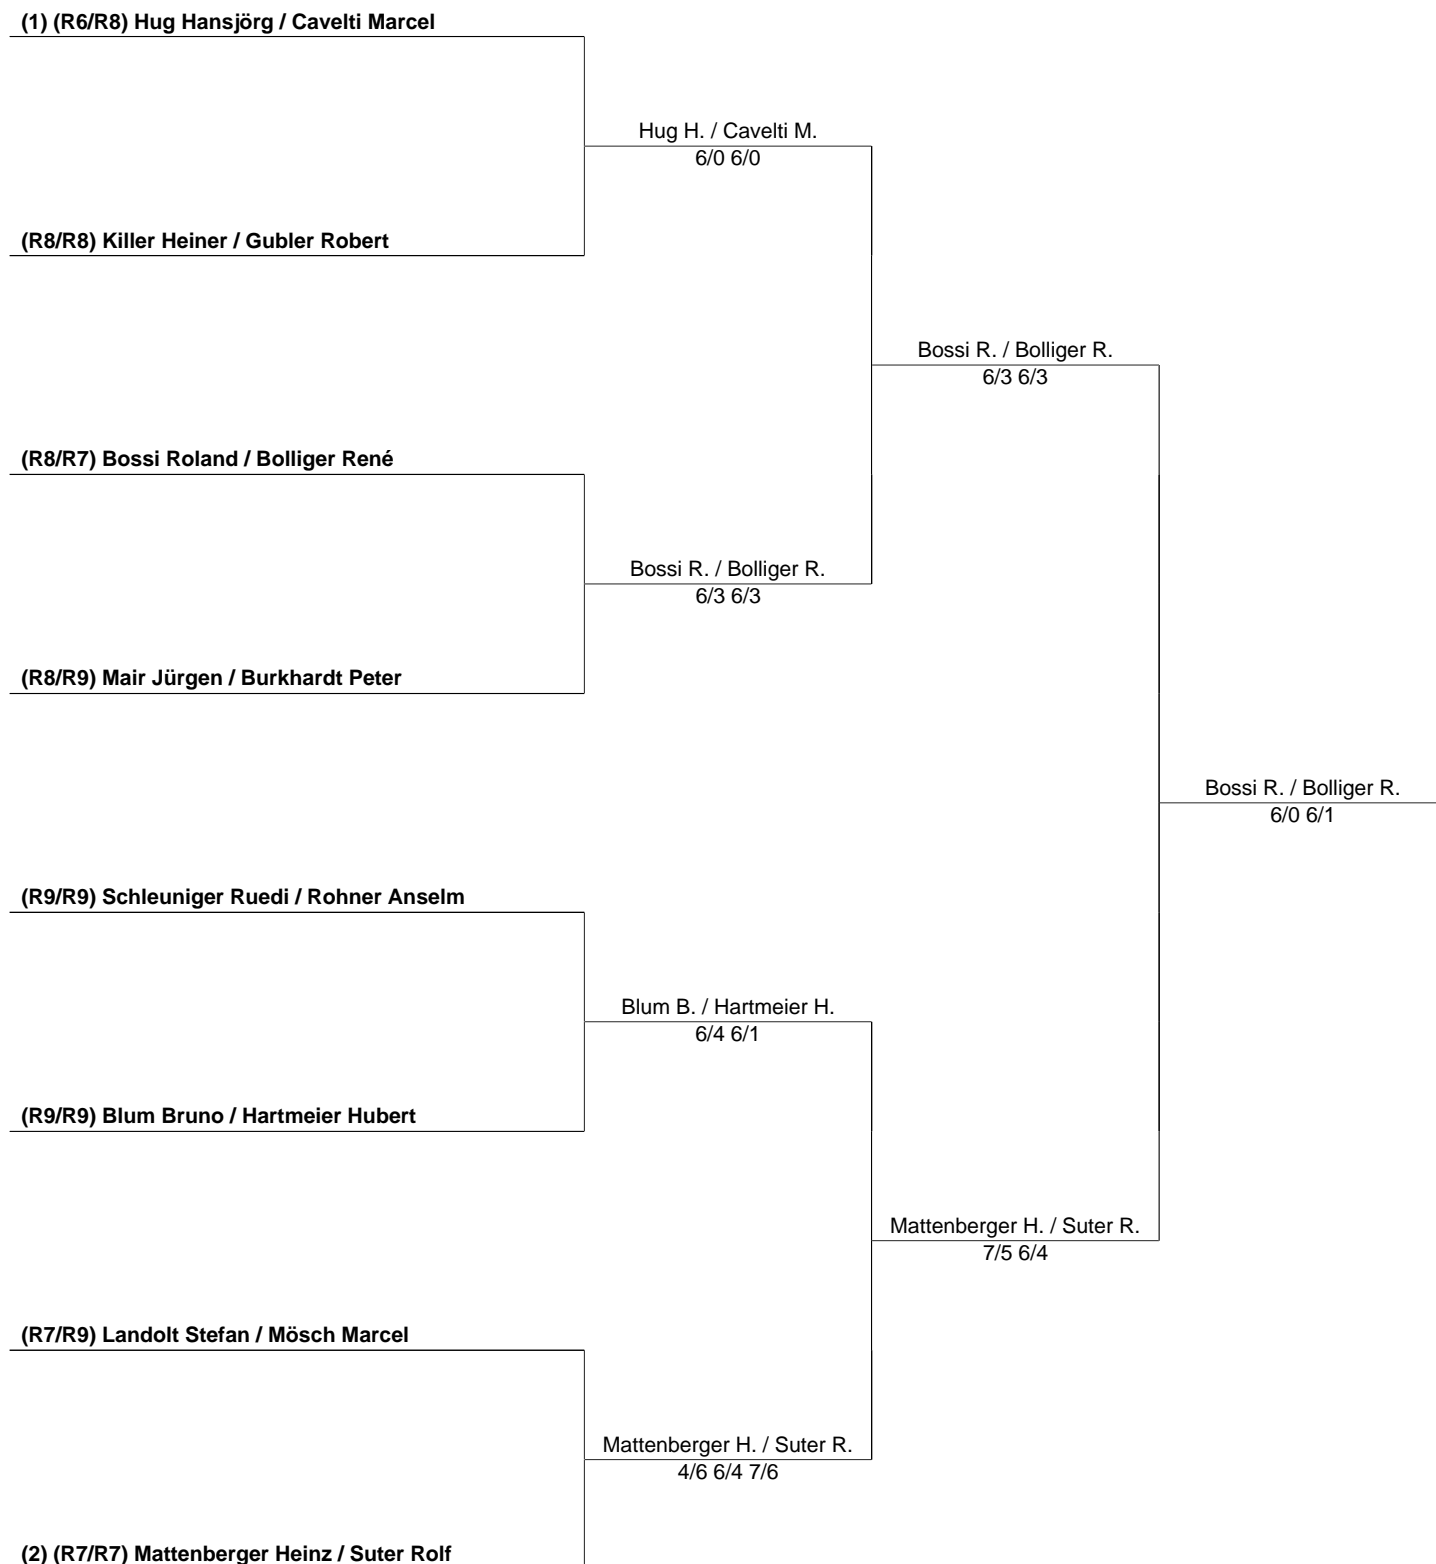 (1) (R6/R8) Hug Hansjörg / Cavelti Marcel
Hug H. / Cavelti M.
6/0 6/0
(R8/R8) Killer Heiner / Gubler Robert
Bossi R. / Bolliger R.
6/3 6/3
(R8/R7) Bossi Roland / Bolliger René
Bossi R. / Bolliger R.
6/3 6/3
(R8/R9) Mair Jürgen / Burkhardt Peter
Bossi R. / Bolliger R.
6/0 6/1
(R9/R9) Schleuniger Ruedi / Rohner Anselm
Blum B. / Hartmeier H.
6/4 6/1
(R9/R9) Blum Bruno / Hartmeier Hubert
Mattenberger H. / Suter R.
7/5 6/4
(R7/R9) Landolt Stefan / Mösch Marcel
Mattenberger H. / Suter R.
4/6 6/4 7/6
(2) (R7/R7) Mattenberger Heinz / Suter Rolf